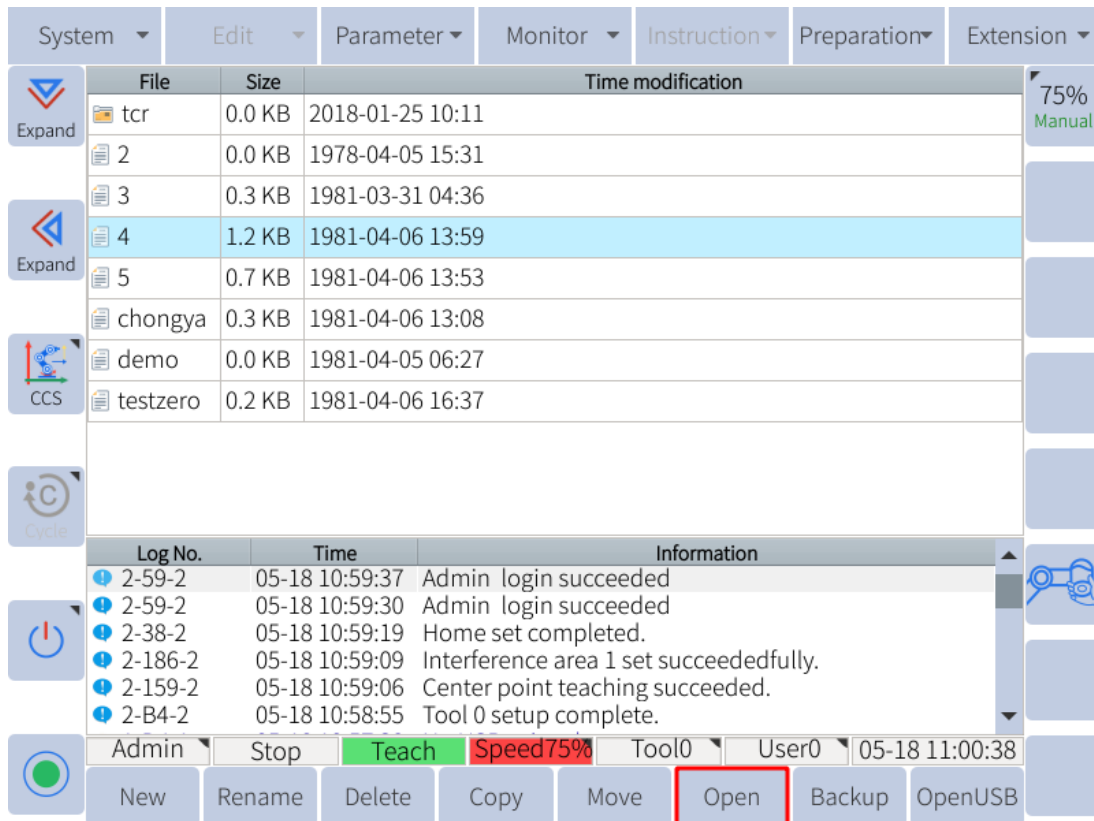 System Edit Parameter Monitor Instruction Preparation Extension
File Size Time modification
Expand
tcr 0.0 KB 2018-01-25 10:11
75%
Manual
2 0.0 KB 1978-04-05 15:31
3 0.3 KB 1981-03-31 04:36
4 1.2 KB 1981-04-06 13:59
Expand
5 0.7 KB 1981-04-06 13:53
chongya 0.3 KB 1981-04-06 13:08
demo 0.0 KB 1981-04-05 06:27
CCS
testzero 0.2 KB 1981-04-06 16:37
C
Cycle
Log No. Time Information
2-59-2 05-18 10:59:37 Admin login succeeded
2-59-2 05-18 10:59:30 Admin login succeeded
2-38-2 05-18 10:59:19 Home set completed.
2-186-2 05-18 10:59:09 Interference area 1 set succeededfully.
2-159-2 05-18 10:59:06 Center point teaching succeeded.
2-B4-2 05-18 10:58:55 Tool 0 setup complete.
Admin Stop Teach Speed75% Tool0 User0 05-18 11:00:38
New Rename Delete Copy Move Open Backup OpenUSB